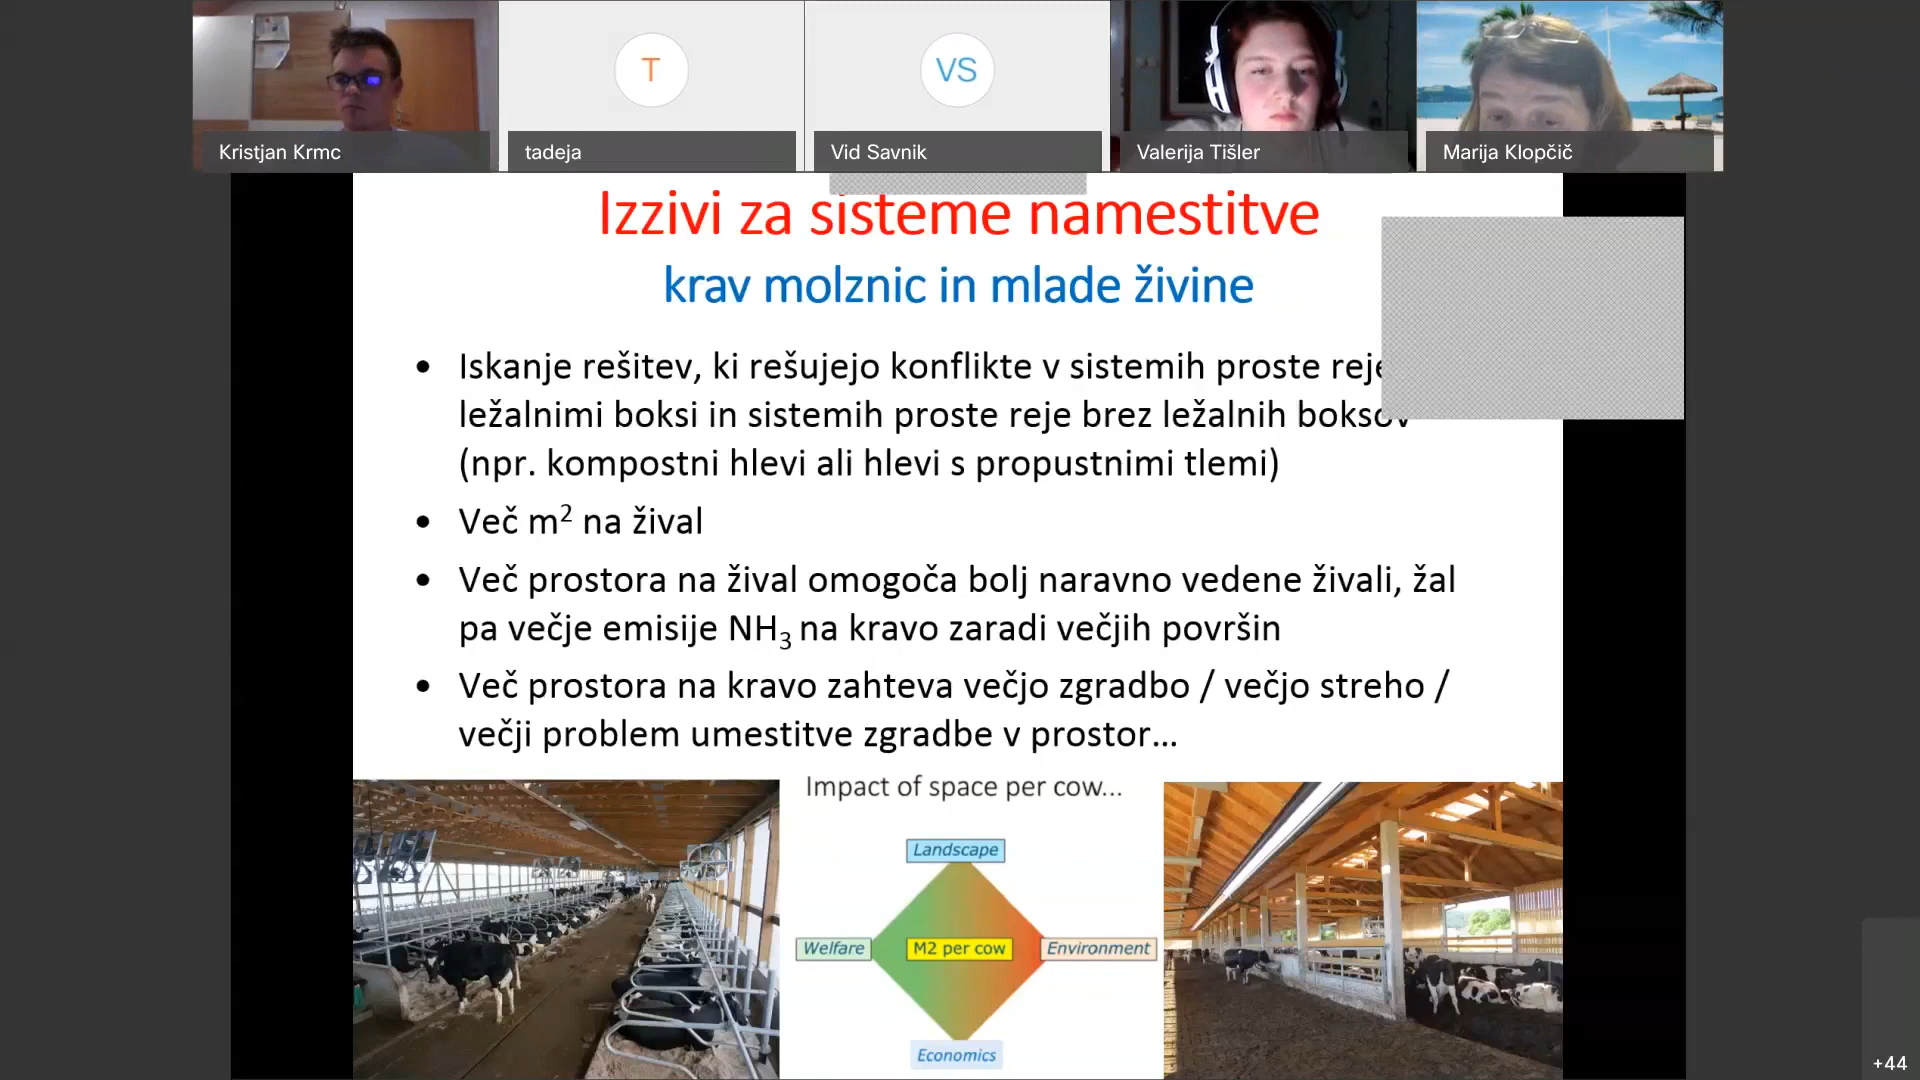 T
VS
Kristjan Krmc
tadeja
Vid Savnik
Valerija Tišler
Marija Klopčič
Izzivi za sisteme namestitve
krav molznic in mlade živine
• Iskanje rešitev, ki rešujejo konflikte v sistemih proste reje
ležalnimi boksi in sistemih proste reje brez ležalnih boksov
(npr. kompostni hlevi ali hlevi s propustnimi tlemi)
• Več m² na žival
• Več prostora na žival omogoča bolj naravno vedene živali, žal
pa večje emisije NH₃ na kravo zaradi večjih površin
• Več prostora na kravo zahteva večjo zgradbo / večjo streho /
večji problem umestitve zgradbe v prostor...
Impact of space per cow...
Landscape
Welfare
M2 per cow
Environment
Economics
+44